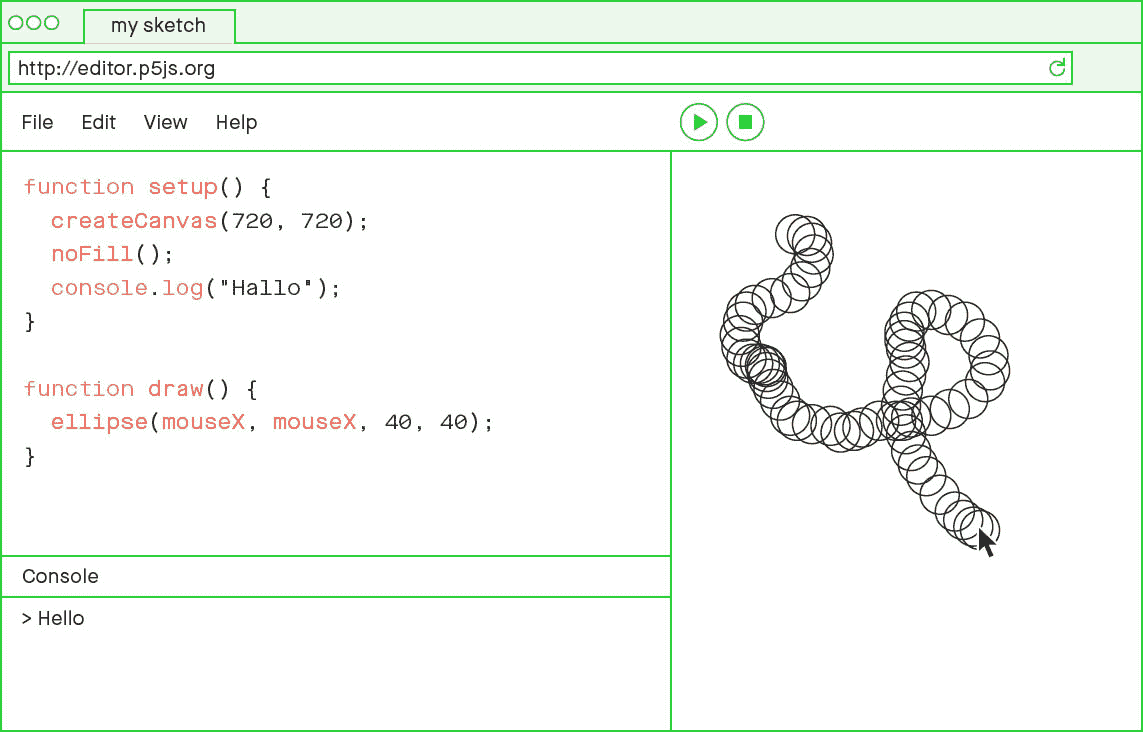 my sketch
http://editor.p5js.org
File Edit View Help
function setup() {
  createCanvas(720, 720);
  noFill();
  console.log("Hallo");
}
function draw() {
  ellipse(mouseX, mouseX, 40, 40);
}
Console
> Hello